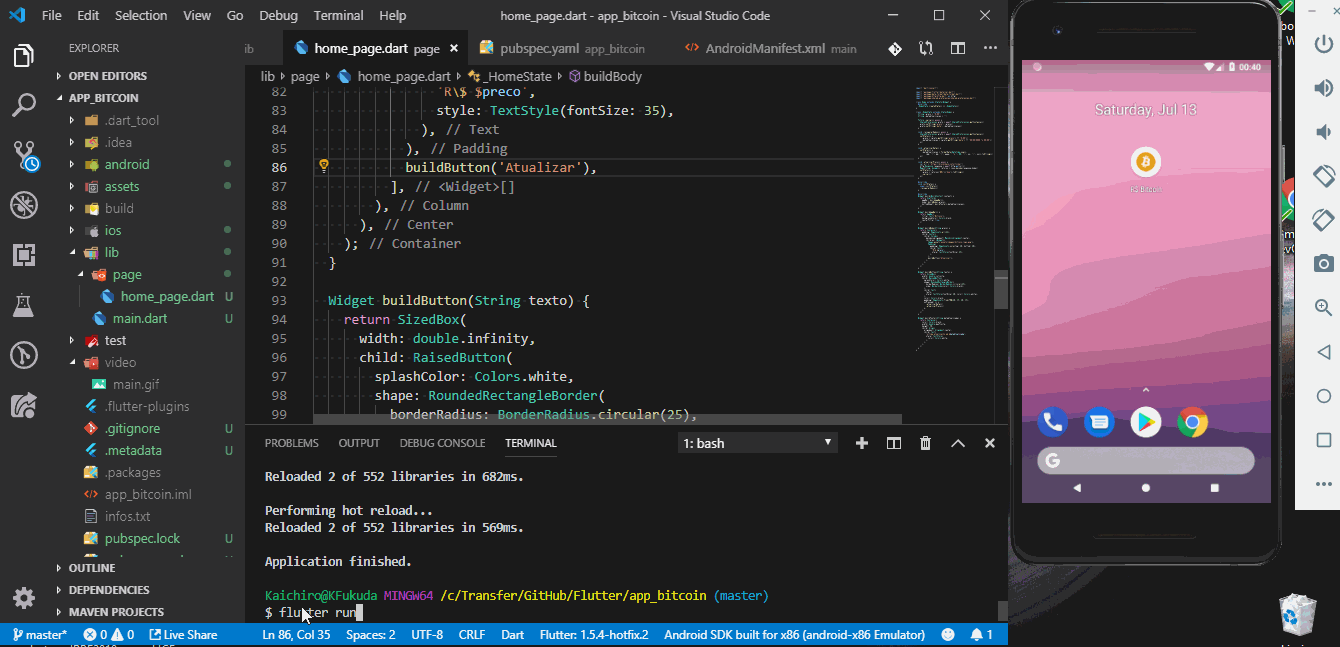 File Edit Selection View Go Debug Terminal Help home_page.dart - app_bitcoin - Visual Studio Code
EXPLORER
OPEN EDITORS
APP_BITCOIN
.dart_tool
.idea
android
assets
build
ios
lib
page
home_page.dart U
main.dart U
test
video
main.gif
.flutter-plugins
.gitignore U
.metadata U
.packages
app_bitcoin.iml
infos.txt
pubspec.lock U
OUTLINE
DEPENDENCIES
MAVEN PROJECTS
ib home_page.dart page × pubspec.yaml app_bitcoin AndroidManifest.xml main
lib page home_page.dart _HomeState buildBody
82 'R\$ $preco',
83 style: TextStyle(fontSize: 35),
84 ), // Text
85 ), // Padding
86 buildButton('Atualizar'),
87 ], // <Widget>[]
88 ), // Column
89 ), // Center
90 ); // Container
91 }
92
93 Widget buildButton(String texto) {
94 return SizedBox(
95 width: double.infinity,
96 child: RaisedButton(
97 splashColor: Colors.white,
98 shape: RoundedRectangleBorder(
99 borderRadius: BorderRadius.circular(25),
PROBLEMS OUTPUT DEBUG CONSOLE TERMINAL 1: bash
Reloaded 2 of 552 libraries in 682ms.
Performing hot reload...
Reloaded 2 of 552 libraries in 569ms.
Application finished.
Kaichiro@KFukuda MINGW64 /c/Transfer/GitHub/Flutter/app_bitcoin (master)
$ flutter run
master* 0 0 Live Share Ln 86, Col 35 Spaces: 2 UTF-8 CRLF Dart Flutter: 1.5.4-hotfix.2 Android SDK built for x86 (android-x86 Emulator) 1
00:40
Saturday, Jul 13
R$ Bitcoin
G